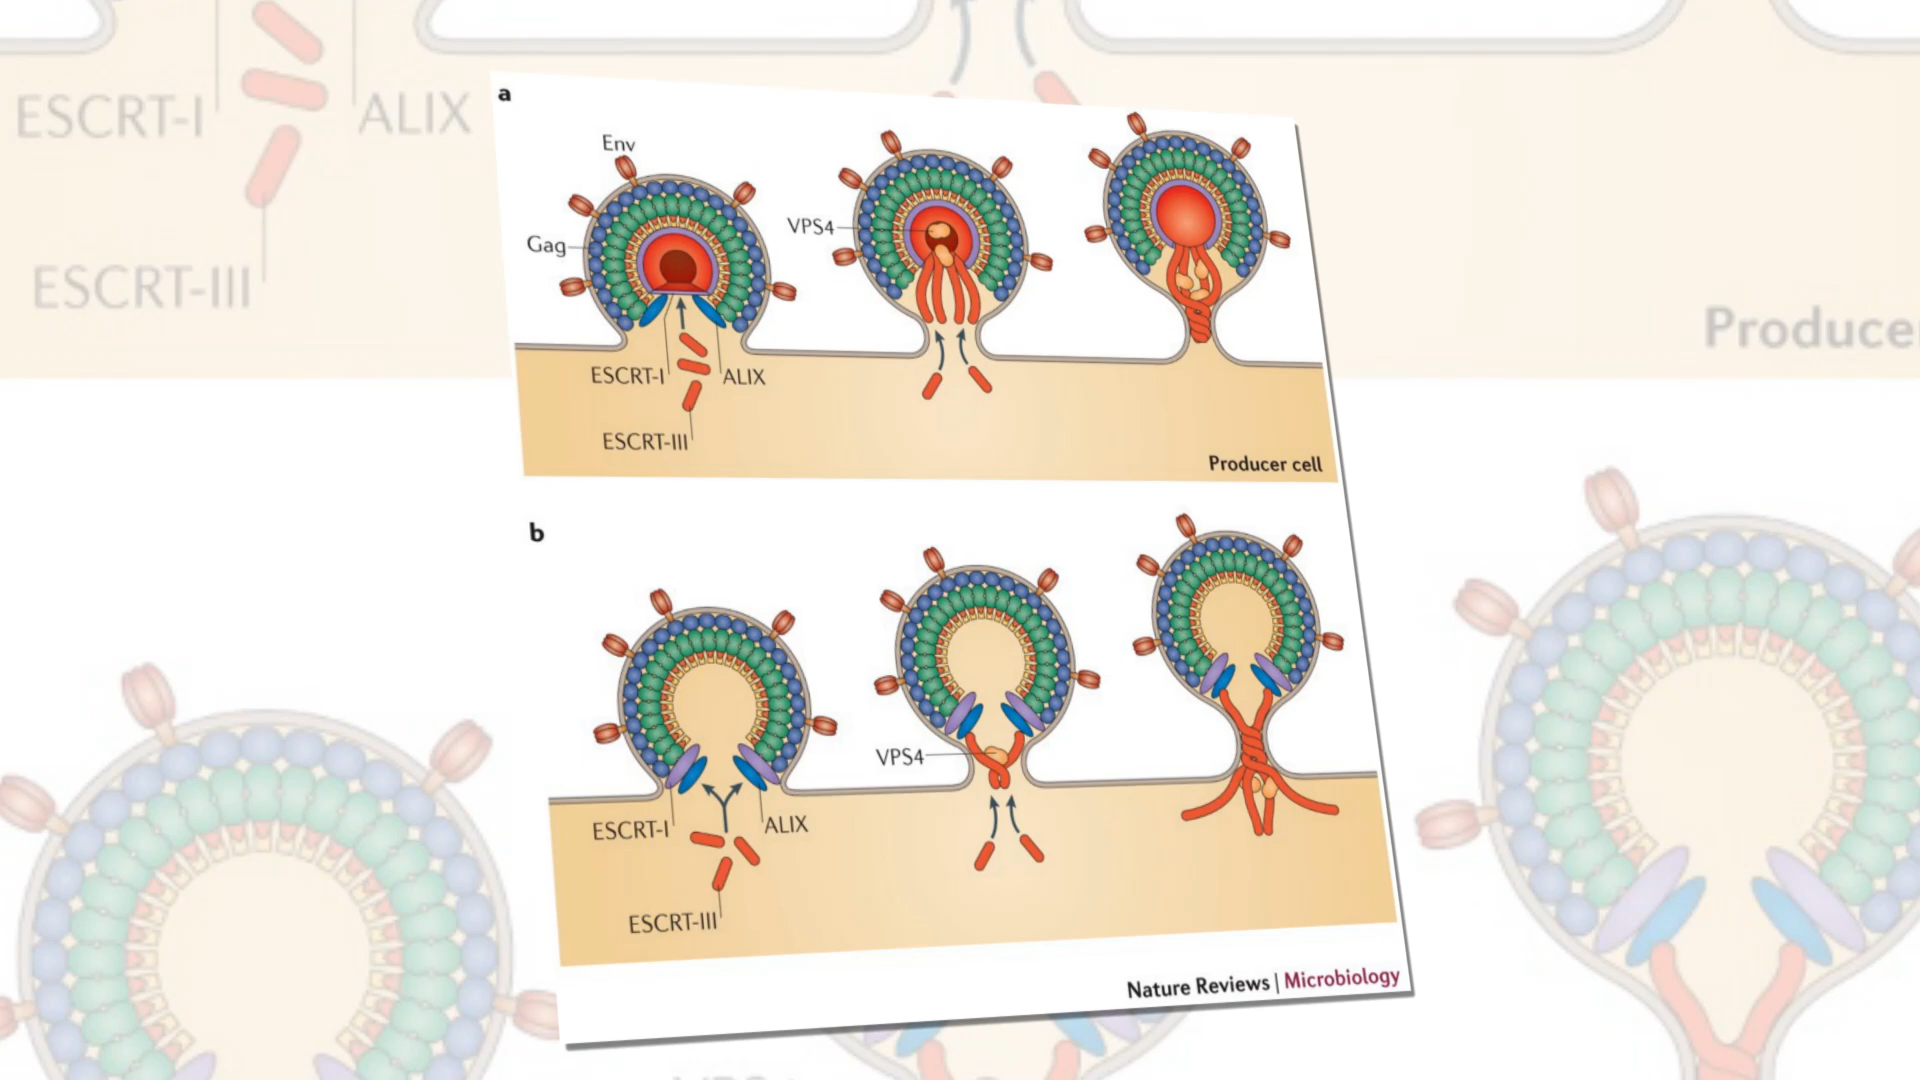 a
Env
Gag
VPS4
ESCRT-I
ALIX
ESCRT-III
Producer cell
b
VPS4
ESCRT-I
ALIX
ESCRT-III
Nature Reviews | Microbiology
ESCRT-I
ALIX
ESCRT-III
Produce